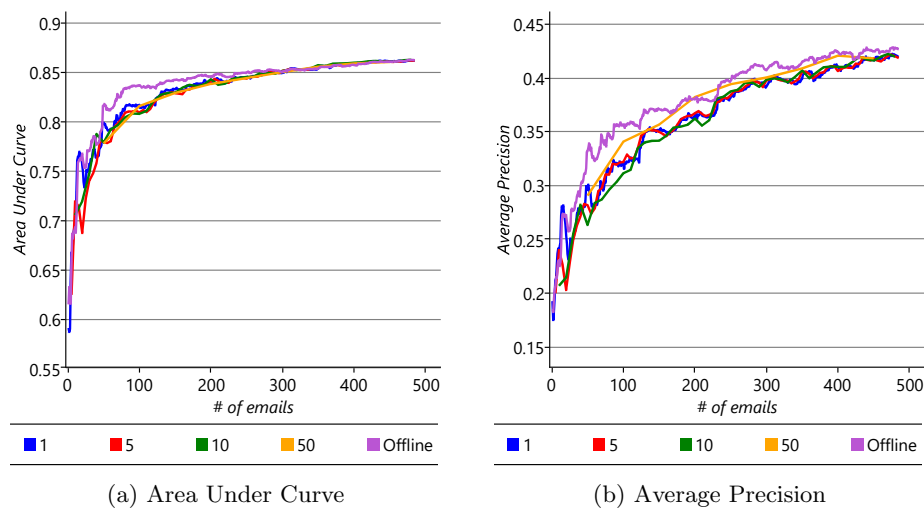 0.9
0.85
0.8
0.75
0.7
0.65
0.6
0.55
Area Under Curve
0 100 200 300 400 500
# of emails
1 5 10 50 Offline
(a) Area Under Curve
0.45
0.4
0.35
0.3
0.25
0.2
0.15
Average Precision
0 100 200 300 400 500
# of emails
1 5 10 50 Offline
(b) Average Precision